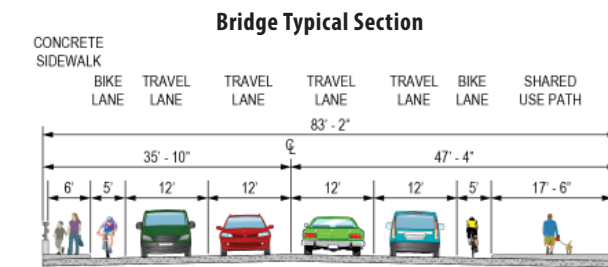 Bridge Typical Section
CONCRETE
SIDEWALK
BIKE TRAVEL TRAVEL TRAVEL TRAVEL BIKE SHARED
LANE LANE LANE LANE LANE LANE USE PATH
83' - 2"
℄
35' - 10" 47' - 4"
6' 5' 12' 12' 12' 12' 5' 17' - 6"